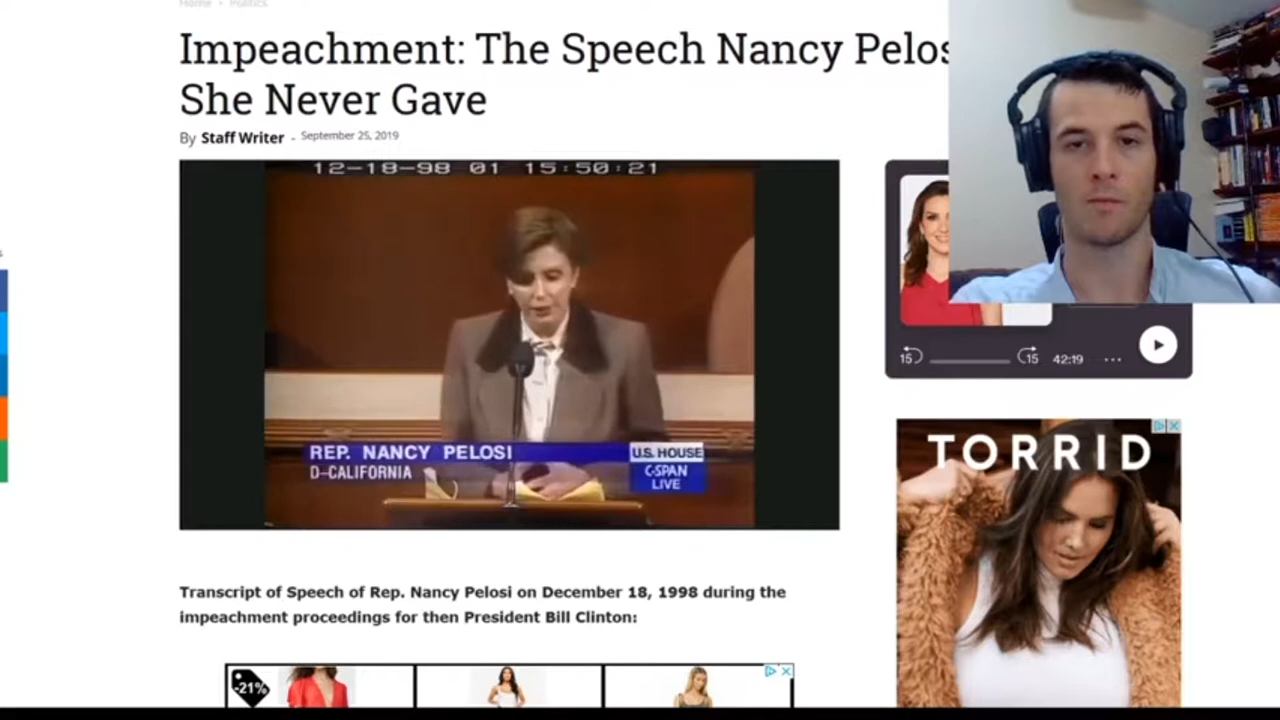 Home › Politics
Impeachment: The Speech Nancy Pelos
She Never Gave
By Staff Writer - September 25, 2019
12-18-98 01 15:50:21
REP. NANCY PELOSI
D-CALIFORNIA
U.S. HOUSE
C-SPAN
LIVE
15
15
42:19
...
TORRID
Transcript of Speech of Rep. Nancy Pelosi on December 18, 1998 during the
impeachment proceedings for then President Bill Clinton:
-21%